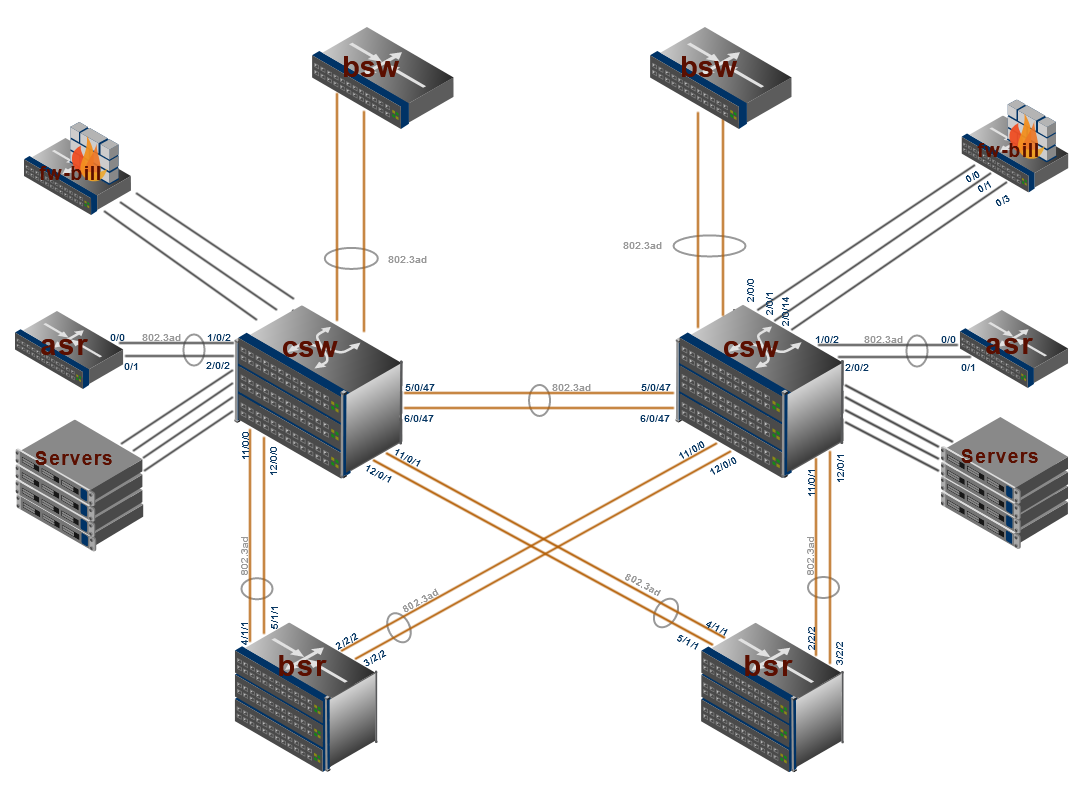 bsw
bsw
fw-bill
fw-bill
0/0
0/1
0/3
802.3ad
802.3ad
2/0/0
2/0/1
2/0/14
asr
0/0
802.3ad
1/0/2
0/1
2/0/2
csw
csw
1/0/2
802.3ad
0/0
asr
2/0/2
0/1
5/0/47
802.3ad
5/0/47
6/0/47
6/0/47
Servers
Servers
11/0/0
12/0/0
11/0/1
12/0/1
11/0/0
12/0/0
11/0/1
12/0/1
802.3ad
802.3ad
802.3ad
802.3ad
4/1/1
5/1/1
2/2/2
3/2/2
4/1/1
5/1/1
2/2/2
3/2/2
bsr
bsr